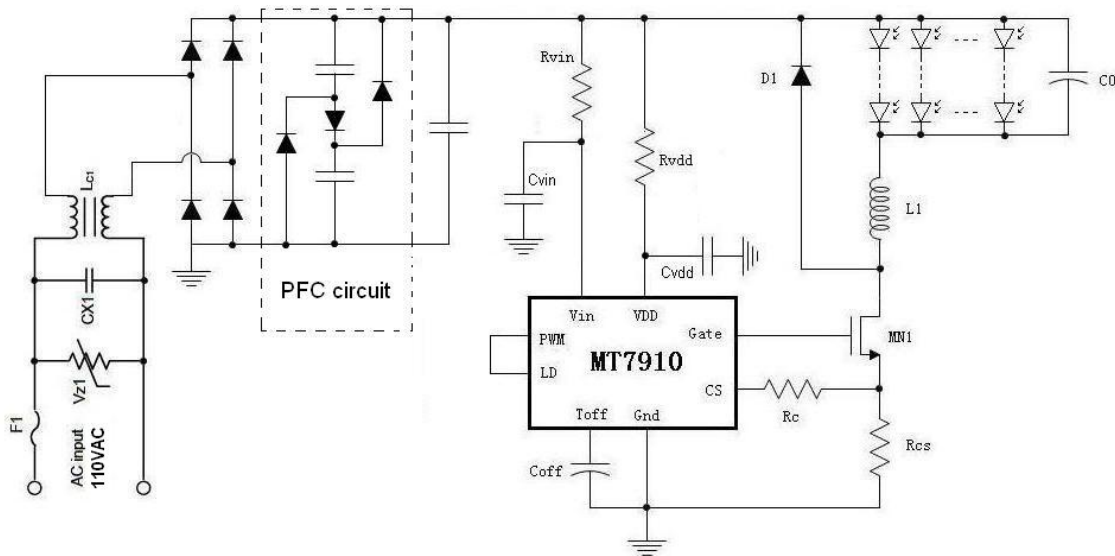 Rvin
D1
C0
Rvdd
Cvin
LC1
L1
Cvdd
PFC circuit
CX1
Vin
VDD
Gate
MN1
PWM
MT7910
LD
CS
Vz1
Rc
Toff
Gnd
F1
Rcs
AC input
110VAC
Coff